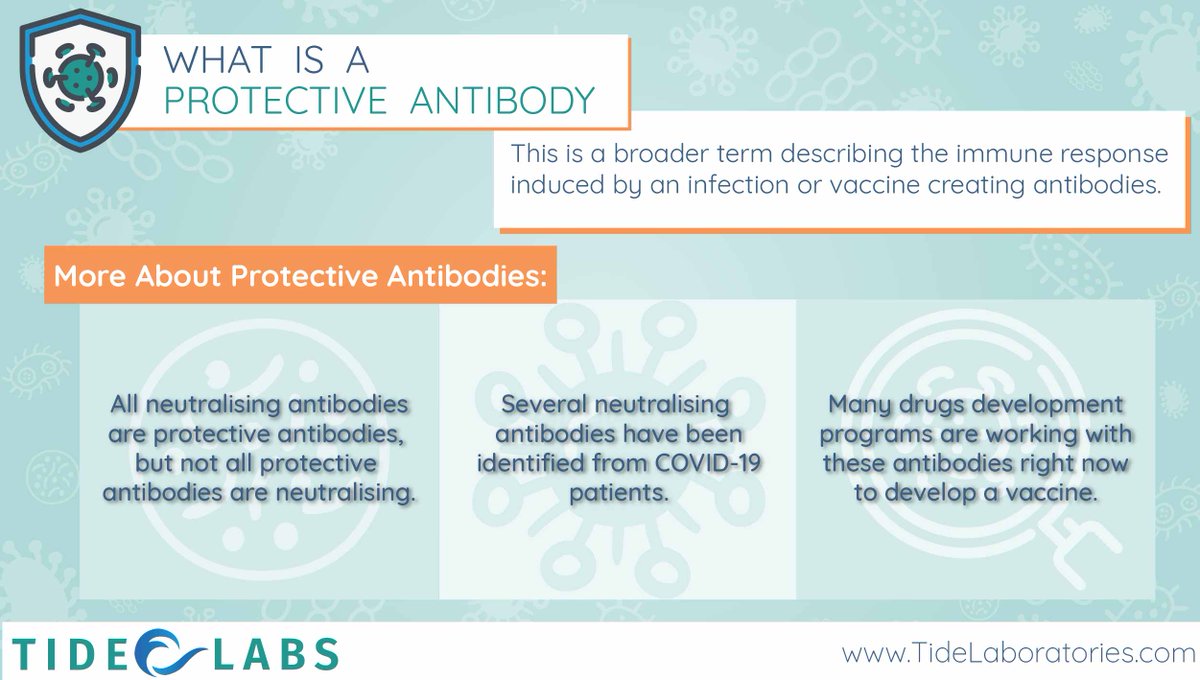 WHAT IS A
PROTECTIVE ANTIBODY
This is a broader term describing the immune response
induced by an infection or vaccine creating antibodies.
More About Protective Antibodies:
All neutralising antibodies
are protective antibodies,
but not all protective
antibodies are neutralising.
Several neutralising
antibodies have been
identified from COVID-19
patients.
Many drugs development
programs are working with
these antibodies right now
to develop a vaccine.
TIDE LABS
www.TideLaboratories.com